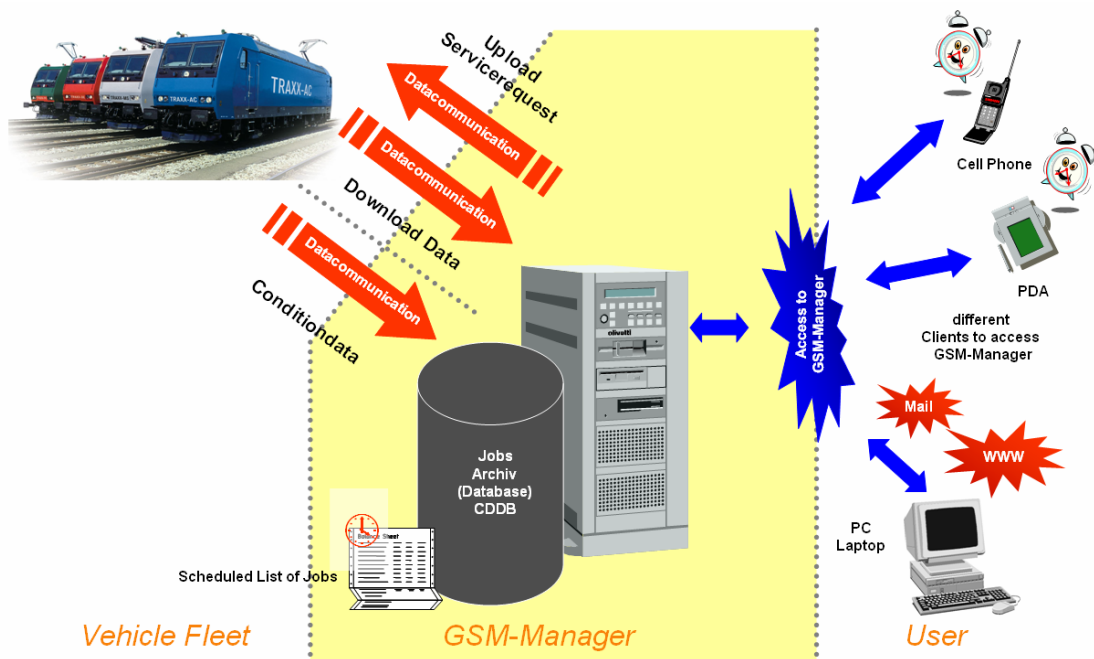 TRAXX-AC
Upload
Servicerequest
Datacommunication
Datacommunication
Download Data
Datacommunication
Conditiondata
olivetti
Access to
GSM-Manager
Cell Phone
PDA
different
Clients to access
GSM-Manager
Mail
WWW
PC
Laptop
Jobs
Archiv
(Database)
CDDB
Balance Sheet
Scheduled List of Jobs
Vehicle Fleet
GSM-Manager
User